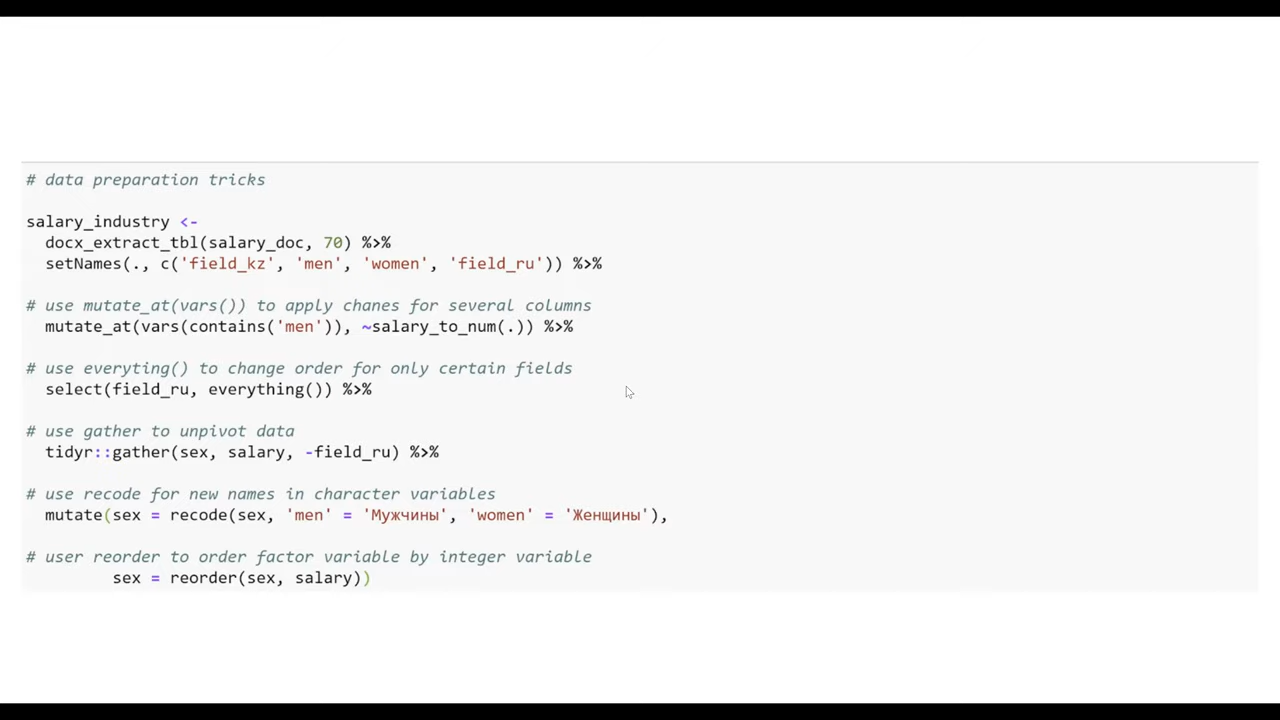 # data preparation tricks
salary_industry <-
docx_extract_tbl(salary_doc, 70) %>%
setNames(., c('field_kz', 'men', 'women', 'field_ru')) %>%
# use mutate_at(vars()) to apply chanes for several columns
mutate_at(vars(contains('men')), ~salary_to_num(.)) %>%
# use everyting() to change order for only certain fields
select(field_ru, everything()) %>%
# use gather to unpivot data
tidyr::gather(sex, salary, -field_ru) %>%
# use recode for new names in character variables
mutate(sex = recode(sex, 'men' = 'Мужчины', 'women' = 'Женщины'),
# user reorder to order factor variable by integer variable
sex = reorder(sex, salary))